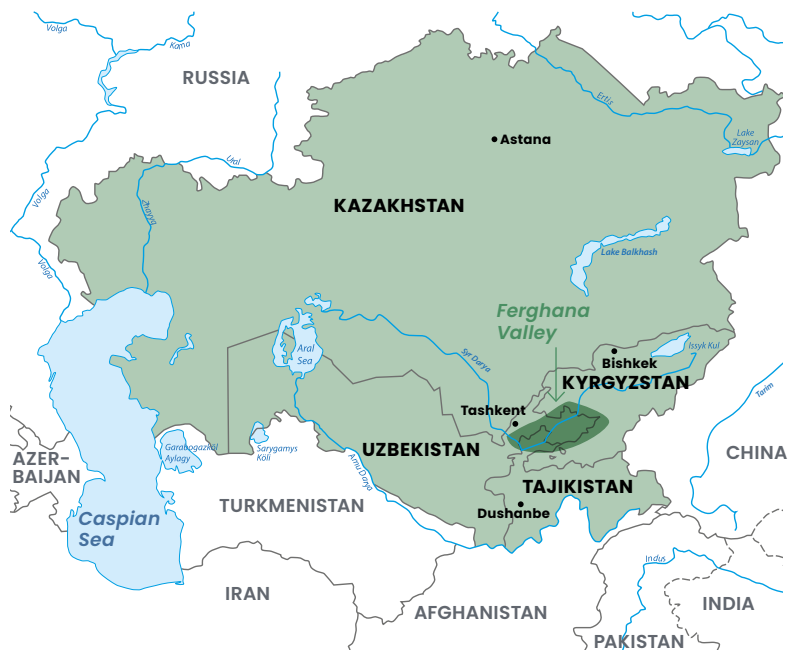 Volga
Kama
RUSSIA
Ertis
Astana
Lake
Zaysan
Ural
Volga
KAZAKHSTAN
Zhayyq
Volga
Lake Balkhash
Ferghana
Valley
Aral
Sea
Syr Darya
Issyk Kul
Bishkek
KYRGYZSTAN
Tarim
Tashkent
Garabogazköl
Aylagy
Sarygamys
Köli
UZBEKISTAN
AZER-
BAIJAN
CHINA
Amu Darya
TAJIKISTAN
TURKMENISTAN
Dushanbe
Caspian
Sea
Indus
IRAN
AFGHANISTAN
INDIA
PAKISTAN